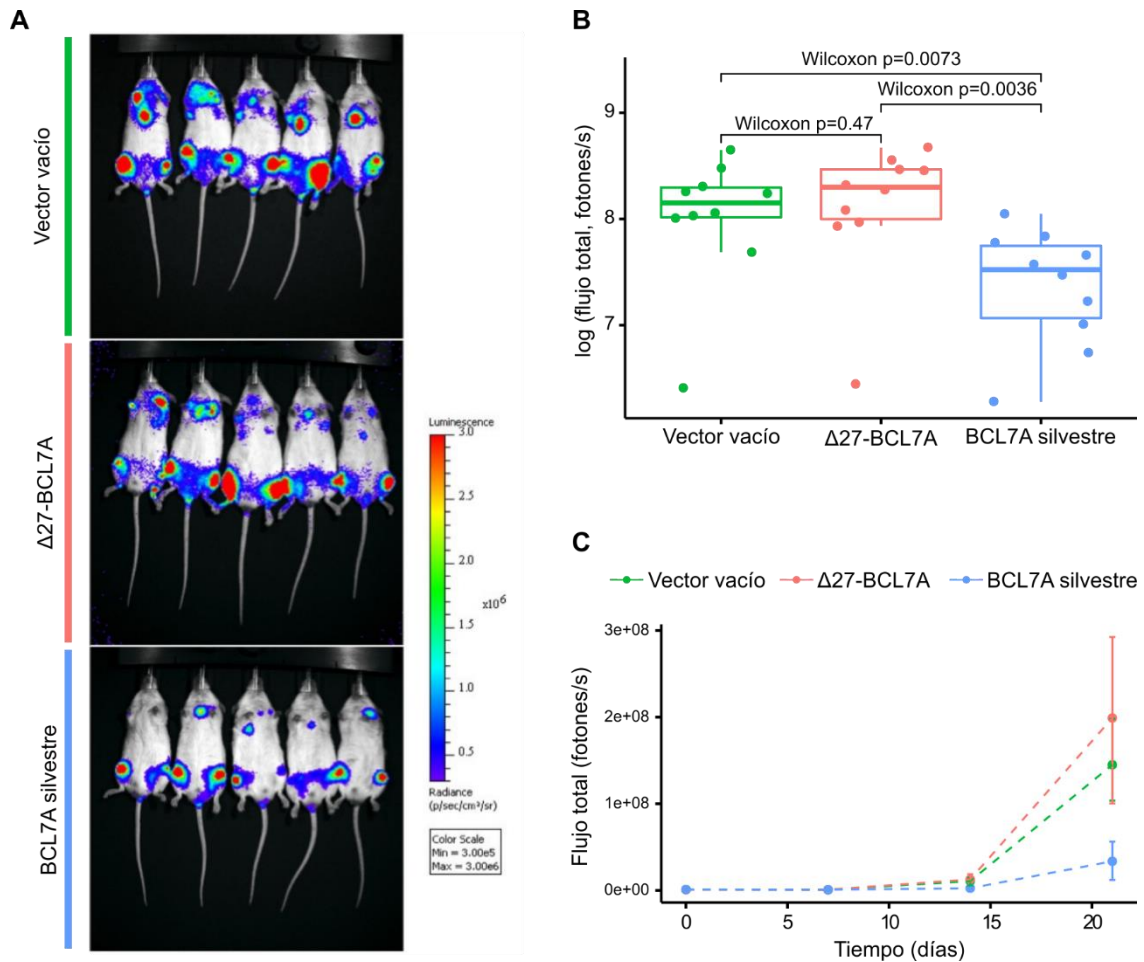 A
Vector vacío
Δ27-BCL7A
BCL7A silvestre
Luminescence
3.0
2.0
x10⁶
1.5
1.0
0.5
Radiance
(p/sec/cm²/sr)
Color Scale
Min = 3.00e5
Max = 3.00e6
B
Wilcoxon p=0.0073
Wilcoxon p=0.0036
Wilcoxon p=0.47
log (flujo total, fotones/s)
9
8
7
Vector vacío
Δ27-BCL7A
BCL7A silvestre
C
Vector vacío
Δ27-BCL7A
BCL7A silvestre
Flujo total (fotones/s)
3e+08
2e+08
1e+08
0e+00
0
5
10
15
20
Tiempo (días)